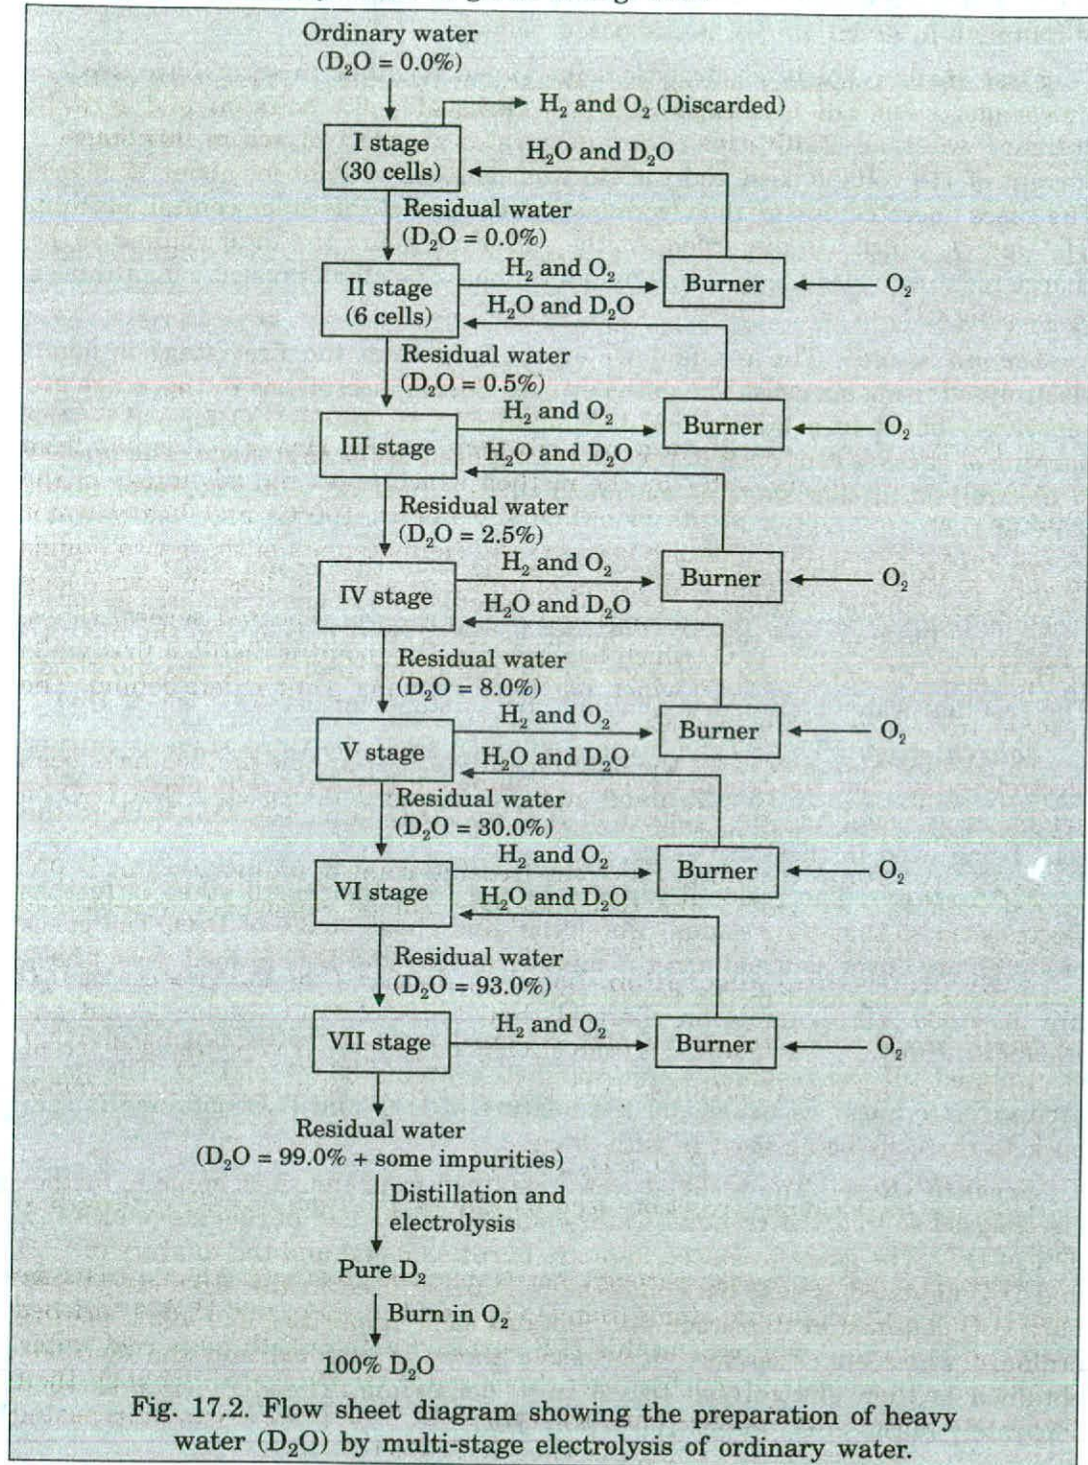 Ordinary water
(D₂O = 0.0%)
H₂ and O₂ (Discarded)
I stage
(30 cells)
H₂O and D₂O
Residual water
(D₂O = 0.0%)
II stage
(6 cells)
H₂ and O₂
Burner
O₂
H₂O and D₂O
Residual water
(D₂O = 0.5%)
H₂ and O₂
Burner
O₂
III stage
H₂O and D₂O
Residual water
(D₂O = 2.5%)
H₂ and O₂
Burner
O₂
IV stage
H₂O and D₂O
Residual water
(D₂O = 8.0%)
H₂ and O₂
Burner
O₂
V stage
H₂O and D₂O
Residual water
(D₂O = 30.0%)
H₂ and O₂
Burner
O₂
VI stage
H₂O and D₂O
Residual water
(D₂O = 93.0%)
H₂ and O₂
VII stage
Burner
O₂
Residual water
(D₂O = 99.0% + some impurities)
Distillation and
electrolysis
Pure D₂
Burn in O₂
100% D₂O
Fig. 17.2. Flow sheet diagram showing the preparation of heavy
water (D₂O) by multi-stage electrolysis of ordinary water.